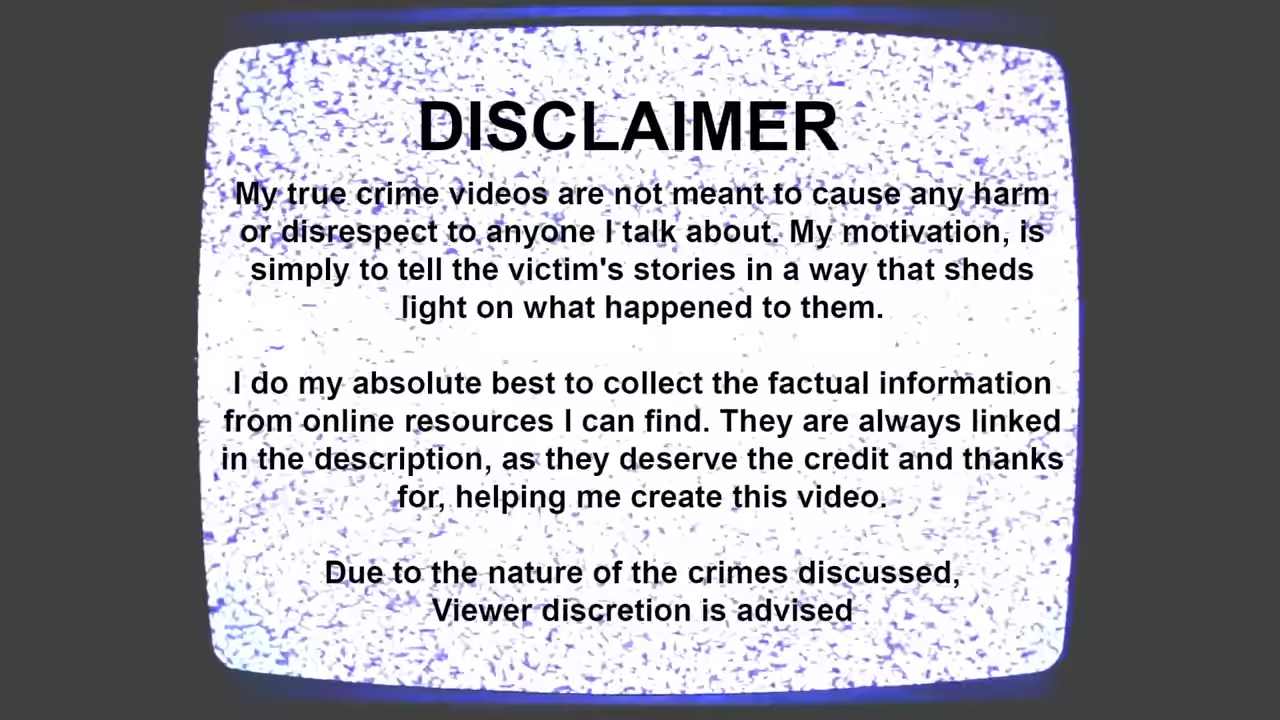 DISCLAIMER
My true crime videos are not meant to cause any harm
or disrespect to anyone I talk about. My motivation, is
simply to tell the victim's stories in a way that sheds
light on what happened to them.
I do my absolute best to collect the factual information
from online resources I can find. They are always linked
in the description, as they deserve the credit and thanks
for, helping me create this video.
Due to the nature of the crimes discussed,
Viewer discretion is advised